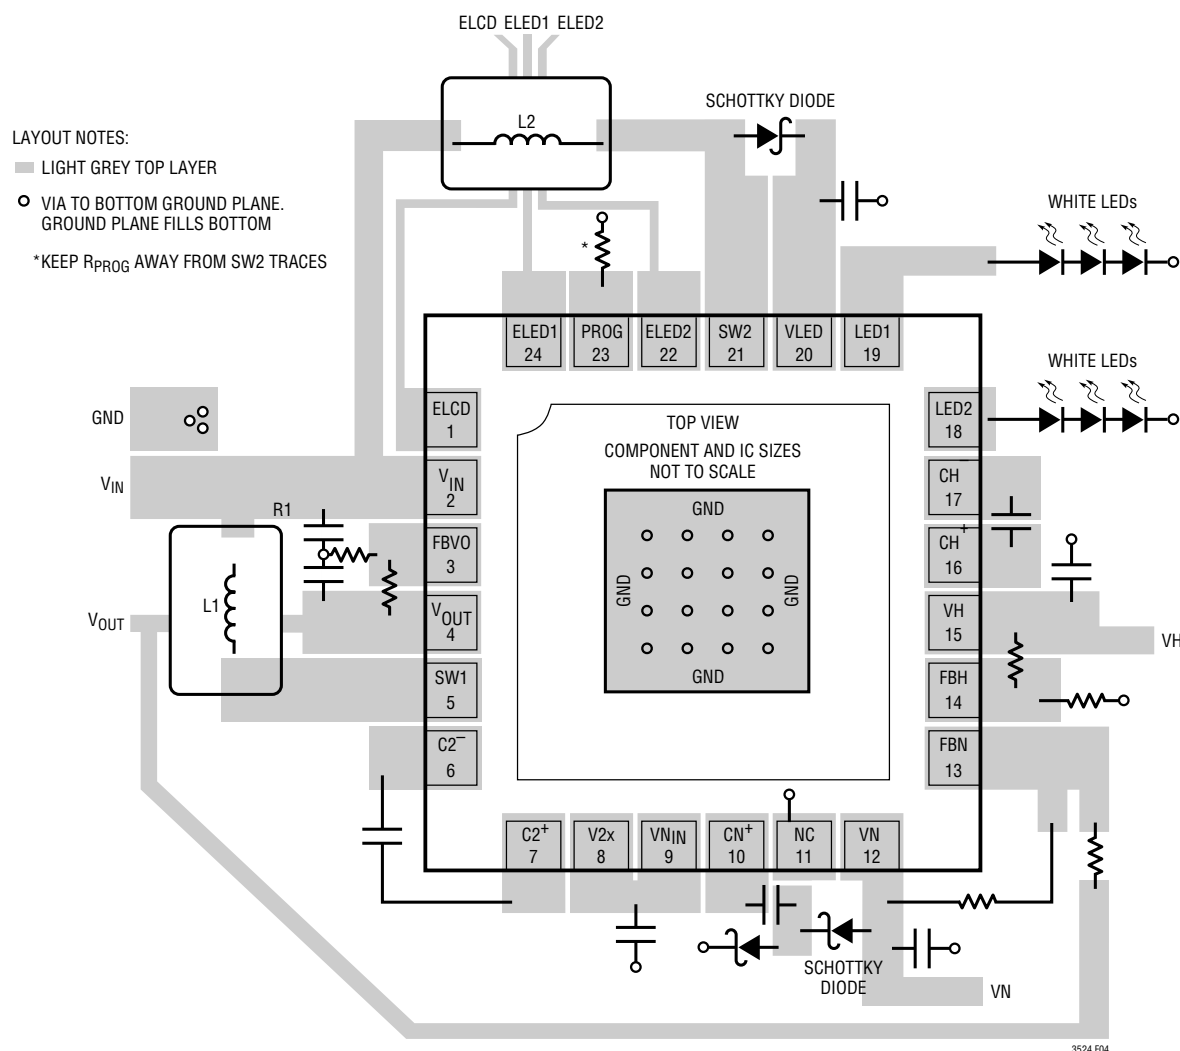 ELCD ELED1 ELED2
L2
SCHOTTKY DIODE
LAYOUT NOTES:
LIGHT GREY TOP LAYER
VIA TO BOTTOM GROUND PLANE.
GROUND PLANE FILLS BOTTOM
*KEEP RPROG AWAY FROM SW2 TRACES
*
WHITE LEDs
ELED1
24
PROG
23
ELED2
22
SW2
21
VLED
20
LED1
19
WHITE LEDs
GND
ELCD
1
VIN
VIN
2
R1
FBVO
3
L1
VOUT
VOUT
4
SW1
5
C2–
6
TOP VIEW
COMPONENT AND IC SIZES
NOT TO SCALE
GND
GND
GND
GND
LED2
18
CH–
17
CH+
16
VH
15
VH
FBH
14
FBN
13
C2+
7
V2x
8
VNIN
9
CN+
10
NC
11
VN
12
SCHOTTKY
DIODE
VN
3524 F04